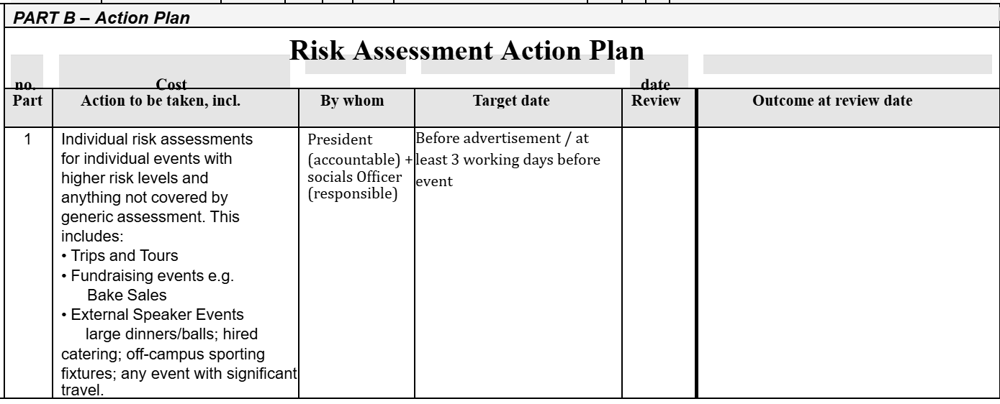 PART B – Action Plan
Risk Assessment Action Plan
no.
Cost
date
Part
Action to be taken, incl.
By whom
Target date
Review
Outcome at review date
1
Individual risk assessments
for individual events with
higher risk levels and
anything not covered by
generic assessment. This
includes:
• Trips and Tours
• Fundraising events e.g.
Bake Sales
• External Speaker Events
large dinners/balls; hired
catering; off-campus sporting
fixtures; any event with significant
travel.
President
(accountable) +
socials Officer
(responsible)
Before advertisement / at
least 3 working days before
event